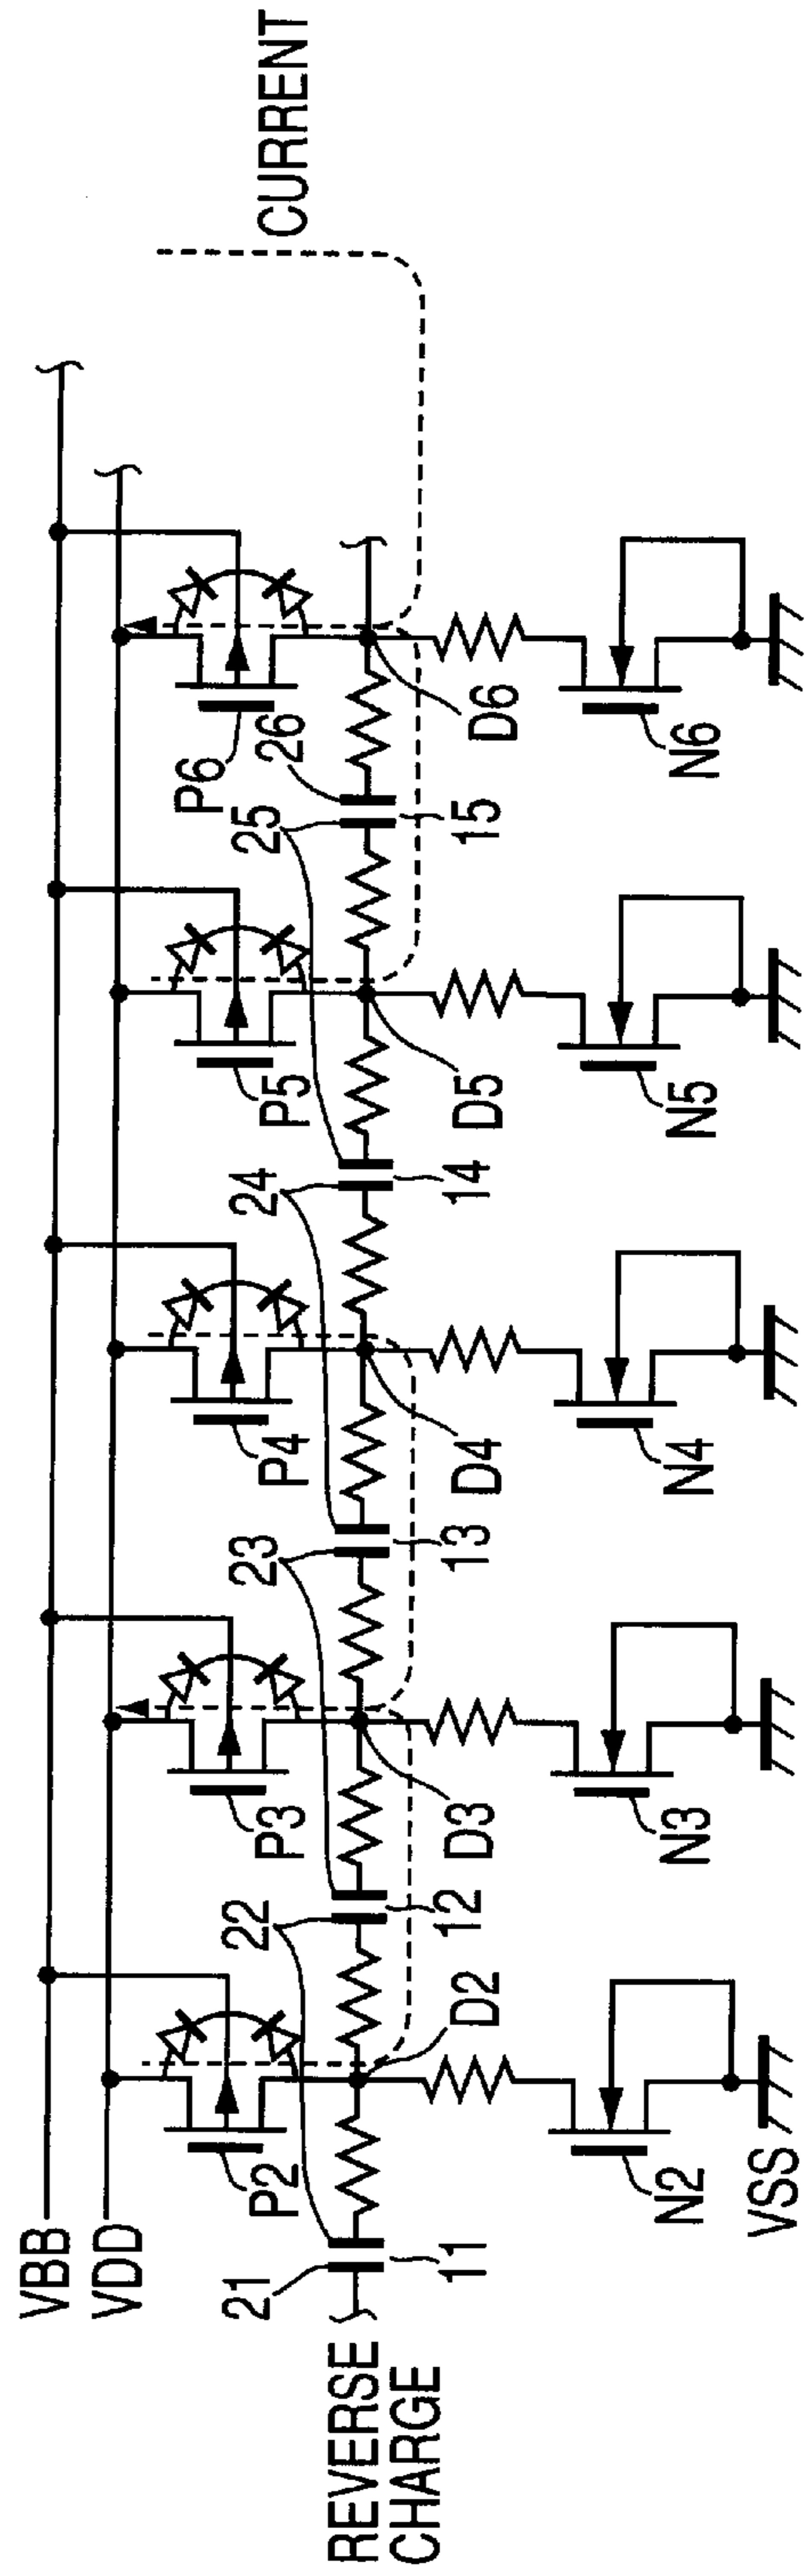 CURRENT
VBB
VDD
P2
P3
P4
P5
P6
21
22
23
24
25
26
REVERSE
CHARGE
11
12
13
14
15
D2
D3
D4
D5
D6
N2
N3
N4
N5
N6
VSS